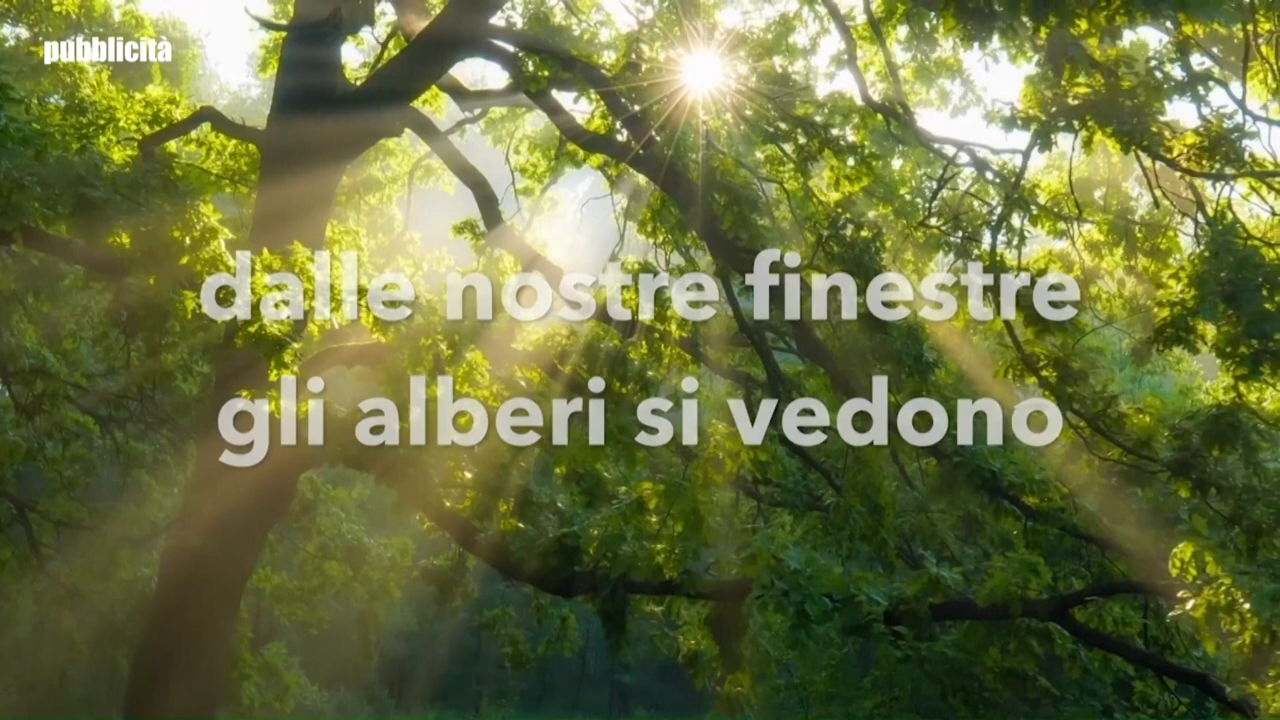 pubblicità
dalle nostre finestre
gli alberi si vedono